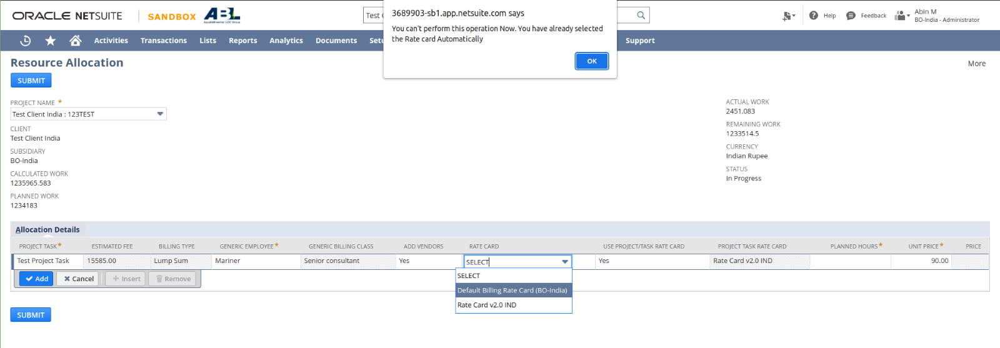 ORACLE NETSUITE
SANDBOX
ABL
Test C
3689903-sb1.app.netsuite.com says
You can't perform this operation Now. You have already selected
the Rate card Automatically
OK
Help
Feedback
Abin M
BO-India - Administrator
Activities Transactions Lists Reports Analytics Documents Setu Support
Resource Allocation
More
SUBMIT
PROJECT NAME *
Test Client India : 123TEST
CLIENT
Test Client India
SUBSIDIARY
BO-India
CALCULATED WORK
1235965.583
PLANNED WORK
1234183
ACTUAL WORK
2451.083
REMAINING WORK
1233514.5
CURRENCY
Indian Rupee
STATUS
In Progress
Allocation Details
PROJECT TASK * ESTIMATED FEE BILLING TYPE GENERIC EMPLOYEE * GENERIC BILLING CLASS ADD VENDORS RATE CARD USE PROJECT/TASK RATE CARD PROJECT TASK RATE CARD PLANNED HOURS * UNIT PRICE * PRICE
Test Project Task 15585.00 Lump Sum Mariner Senior consultant Yes SELECT Yes Rate Card v2.0 IND 90.00
Add Cancel + Insert Remove
SELECT
Default Billing Rate Card (BO-India)
Rate Card v2.0 IND
SUBMIT